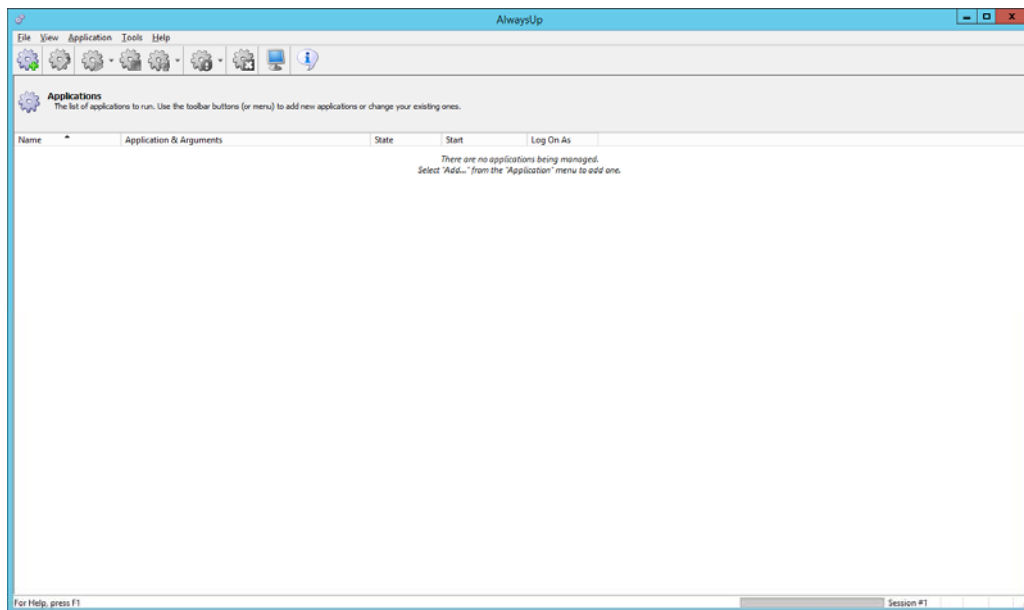 AlwaysUp
File View Application Tools Help
Applications
The list of applications to run. Use the toolbar buttons (or menu) to add new applications or change your existing ones.
Name Application & Arguments State Start Log On As
There are no applications being managed.
Select "Add..." from the "Application" menu to add one.
For Help, press F1 Session #1